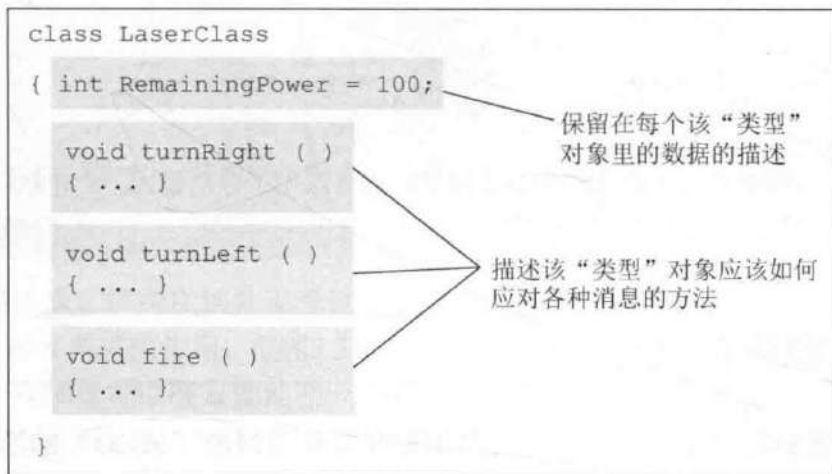 class LaserClass
{ int RemainingPower = 100;
保留在每个该“类型”
对象里的数据的描述
void turnRight ( )
{ ... }
void turnLeft ( )
{ ... }
描述该“类型”对象应该如何
应对各种消息的方法
void fire ( )
{ ... }
}